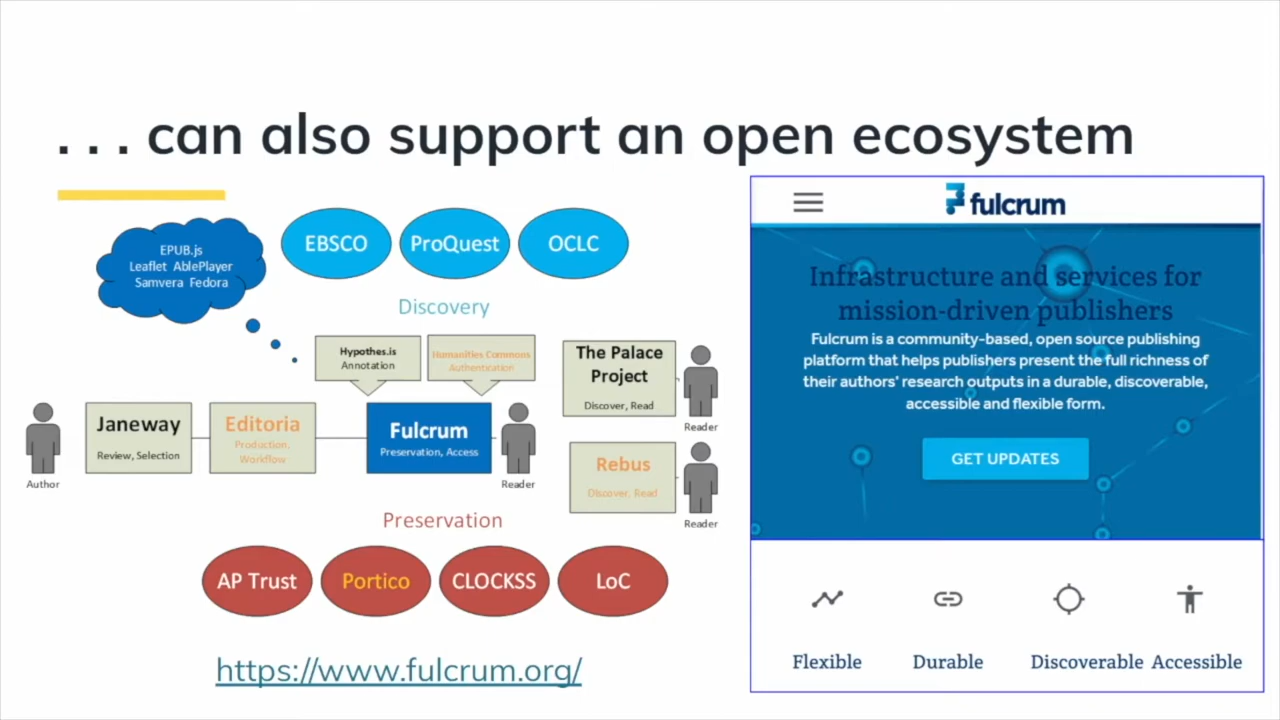 . . . can also support an open ecosystem
EPUB.js
Leaflet AblePlayer
Samvera Fedora
EBSCO
ProQuest
OCLC
Discovery
Hypothes.is
Annotation
Humanities Commons
Authentication
The Palace
Project
Discover, Read
Reader
Janeway
Review, Selection
Editoria
Production,
Workflow
Fulcrum
Preservation, Access
Author
Reader
Rebus
Discover, Read
Reader
Preservation
AP Trust
Portico
CLOCKSS
LoC
https://www.fulcrum.org/
fulcrum
Infrastructure and services for
mission-driven publishers
Fulcrum is a community-based, open source publishing
platform that helps publishers present the full richness of
their authors’ research outputs in a durable, discoverable,
accessible and flexible form.
GET UPDATES
Flexible
Durable
Discoverable
Accessible